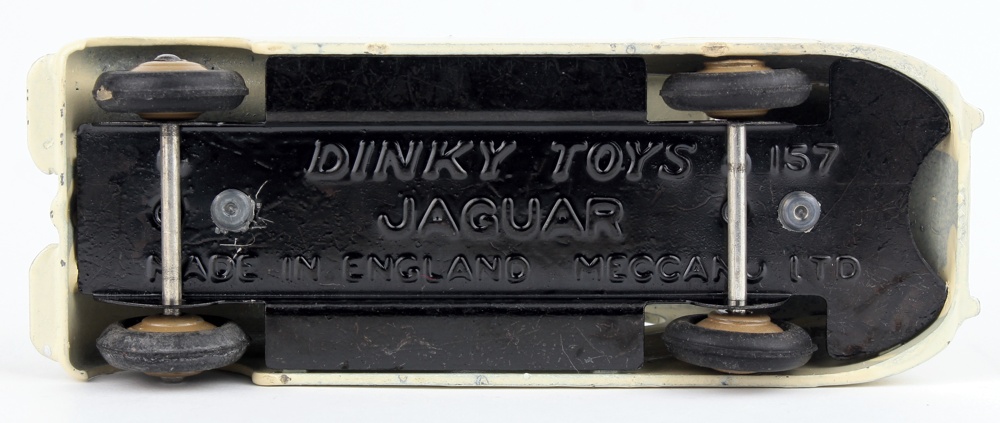 DINKY TOYS 157
JAGUAR
MADE IN ENGLAND MECCANO LTD